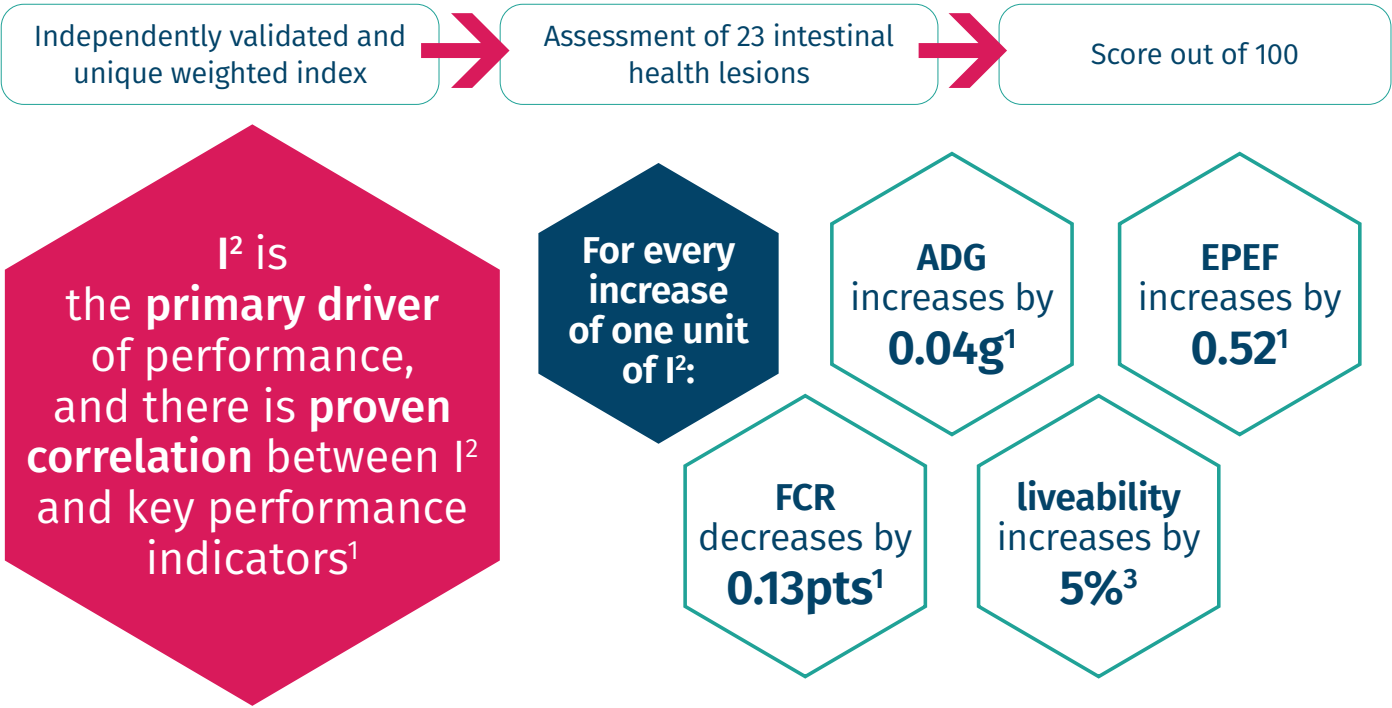 Independently validated and
unique weighted index
Assessment of 23 intestinal
health lesions
Score out of 100
I² is
the primary driver
of performance,
and there is proven
correlation between I²
and key performance
indicators¹
For every
increase
of one unit
of I²:
ADG
increases by
0.04g¹
EPEF
increases by
0.52¹
FCR
decreases by
0.13pts¹
liveability
increases by
5%³